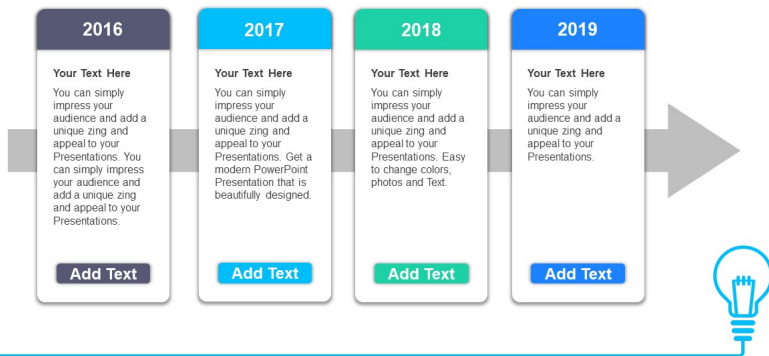 2016
Your Text Here
You can simply
impress your
audience and add a
unique zing and
appeal to your
Presentations. You
can simply impress
your audience and
add a unique zing
and appeal to your
Presentations.
Add Text
2017
Your Text Here
You can simply
impress your
audience and add a
unique zing and
appeal to your
Presentations. Get a
modern PowerPoint
Presentation that is
beautifully designed.
Add Text
2018
Your Text Here
You can simply
impress your
audience and add a
unique zing and
appeal to your
Presentations. Easy
to change colors,
photos and Text.
Add Text
2019
Your Text Here
You can simply
impress your
audience and add a
unique zing and
appeal to your
Presentations.
Add Text